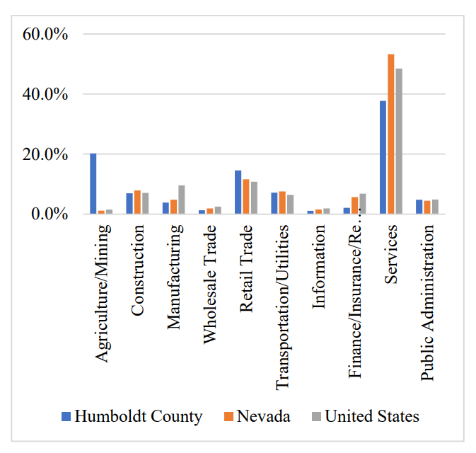 60.0%
40.0%
20.0%
0.0%
Agriculture/Mining
Construction
Manufacturing
Wholesale Trade
Retail Trade
Transportation/Utilities
Information
Finance/Insurance/Re…
Services
Public Administration
Humboldt County Nevada United States